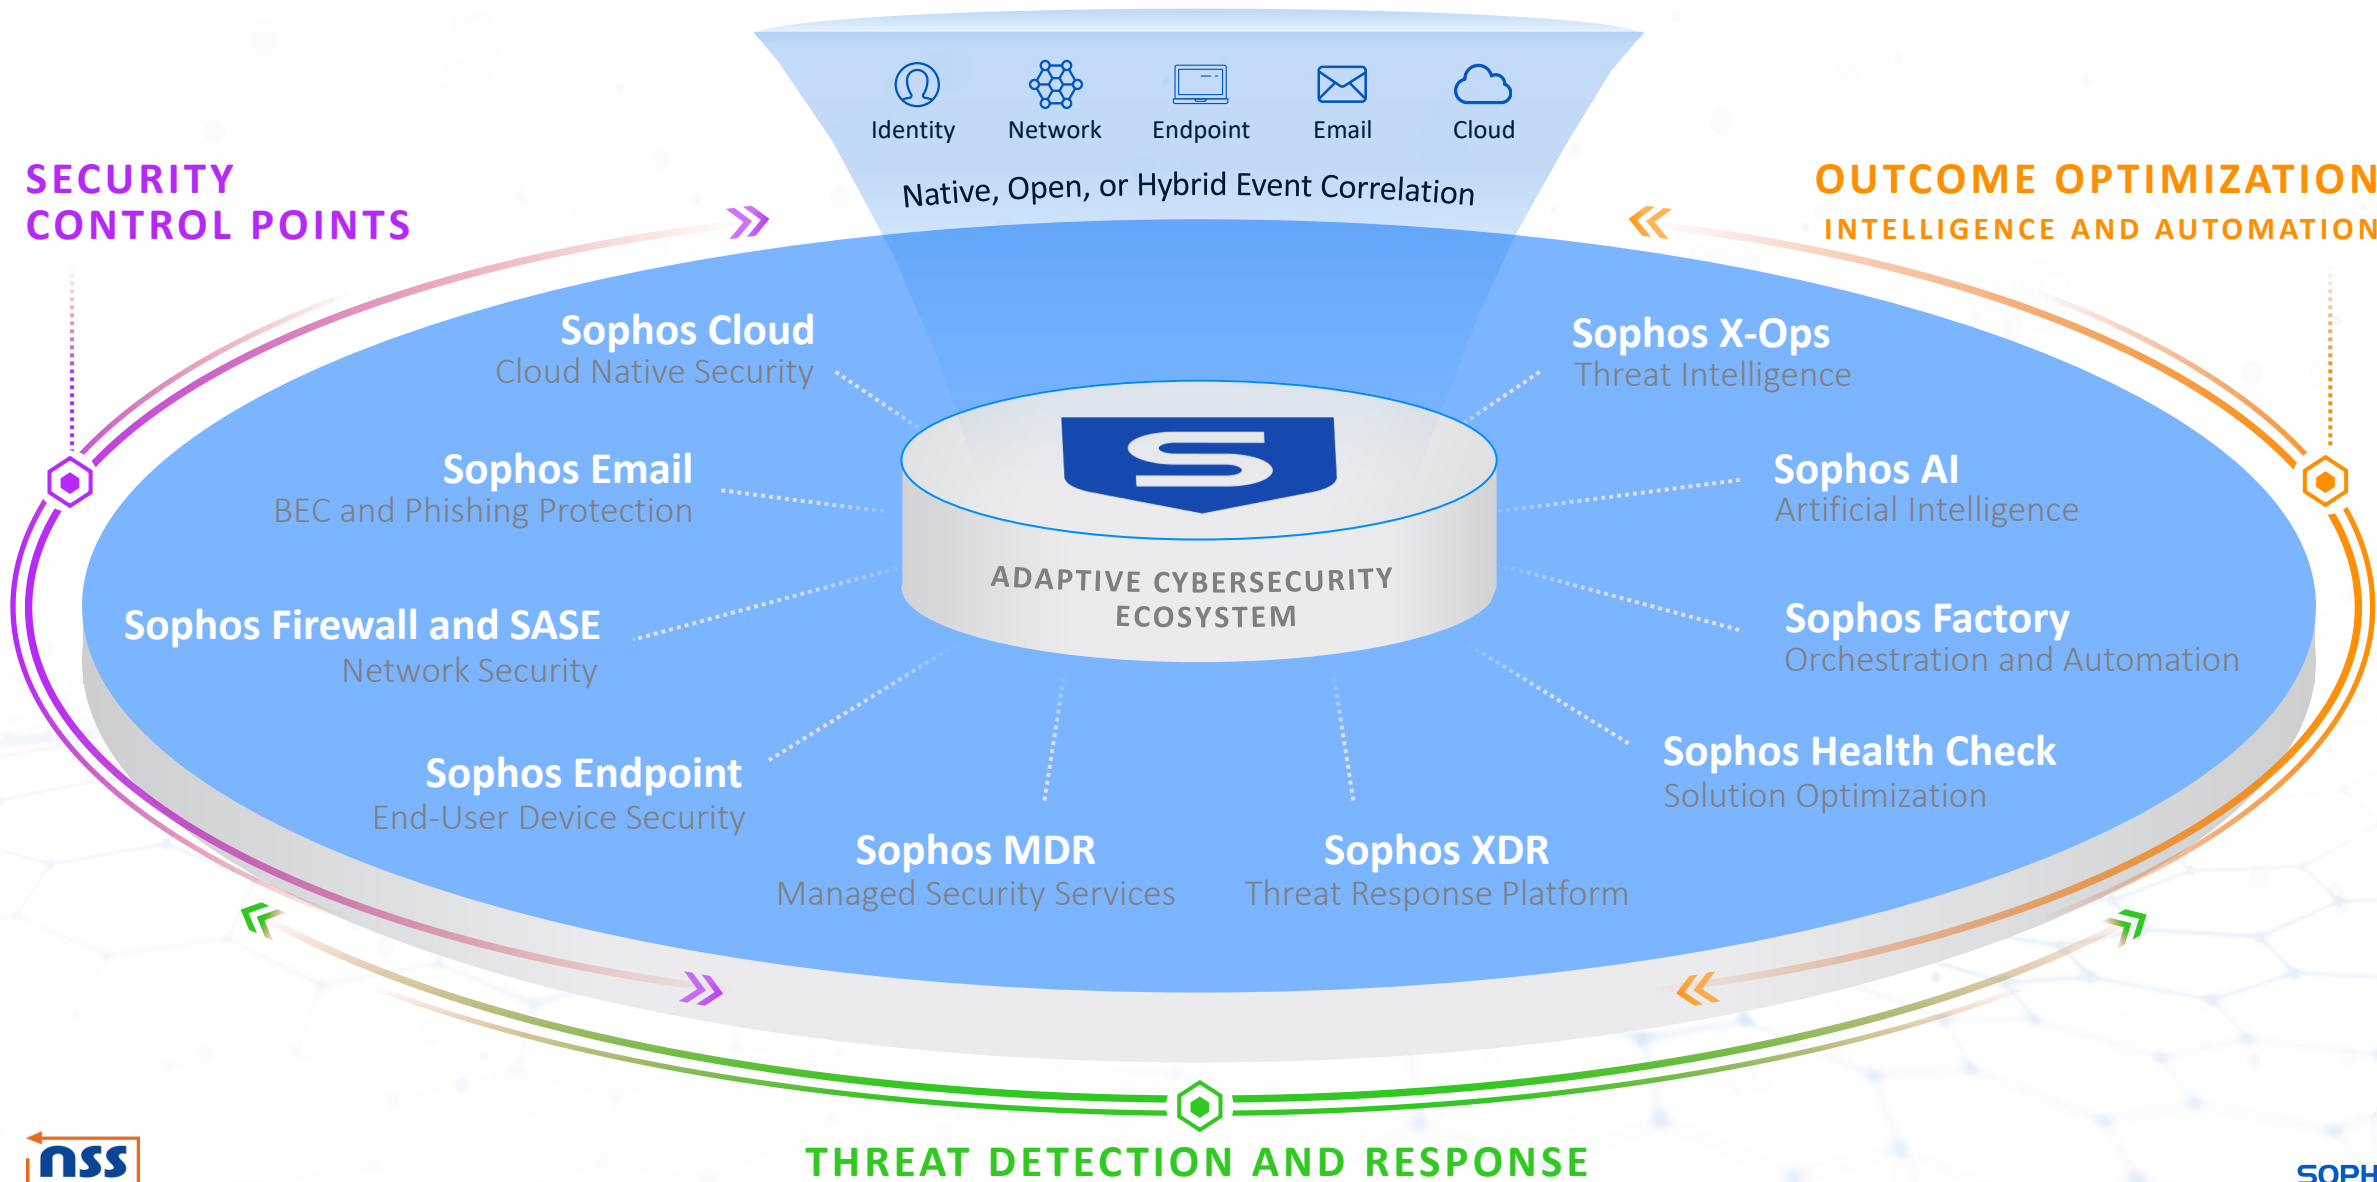 Identity
Network
Endpoint
Email
Cloud
Native, Open, or Hybrid Event Correlation
SECURITY
CONTROL POINTS
OUTCOME OPTIMIZATION
INTELLIGENCE AND AUTOMATION
Sophos Cloud
Cloud Native Security
Sophos X-Ops
Threat Intelligence
Sophos Email
BEC and Phishing Protection
Sophos AI
Artificial Intelligence
ADAPTIVE CYBERSECURITY
ECOSYSTEM
Sophos Firewall and SASE
Network Security
Sophos Factory
Orchestration and Automation
Sophos Endpoint
End-User Device Security
Sophos Health Check
Solution Optimization
Sophos MDR
Managed Security Services
Sophos XDR
Threat Response Platform
THREAT DETECTION AND RESPONSE
nss
SOPH